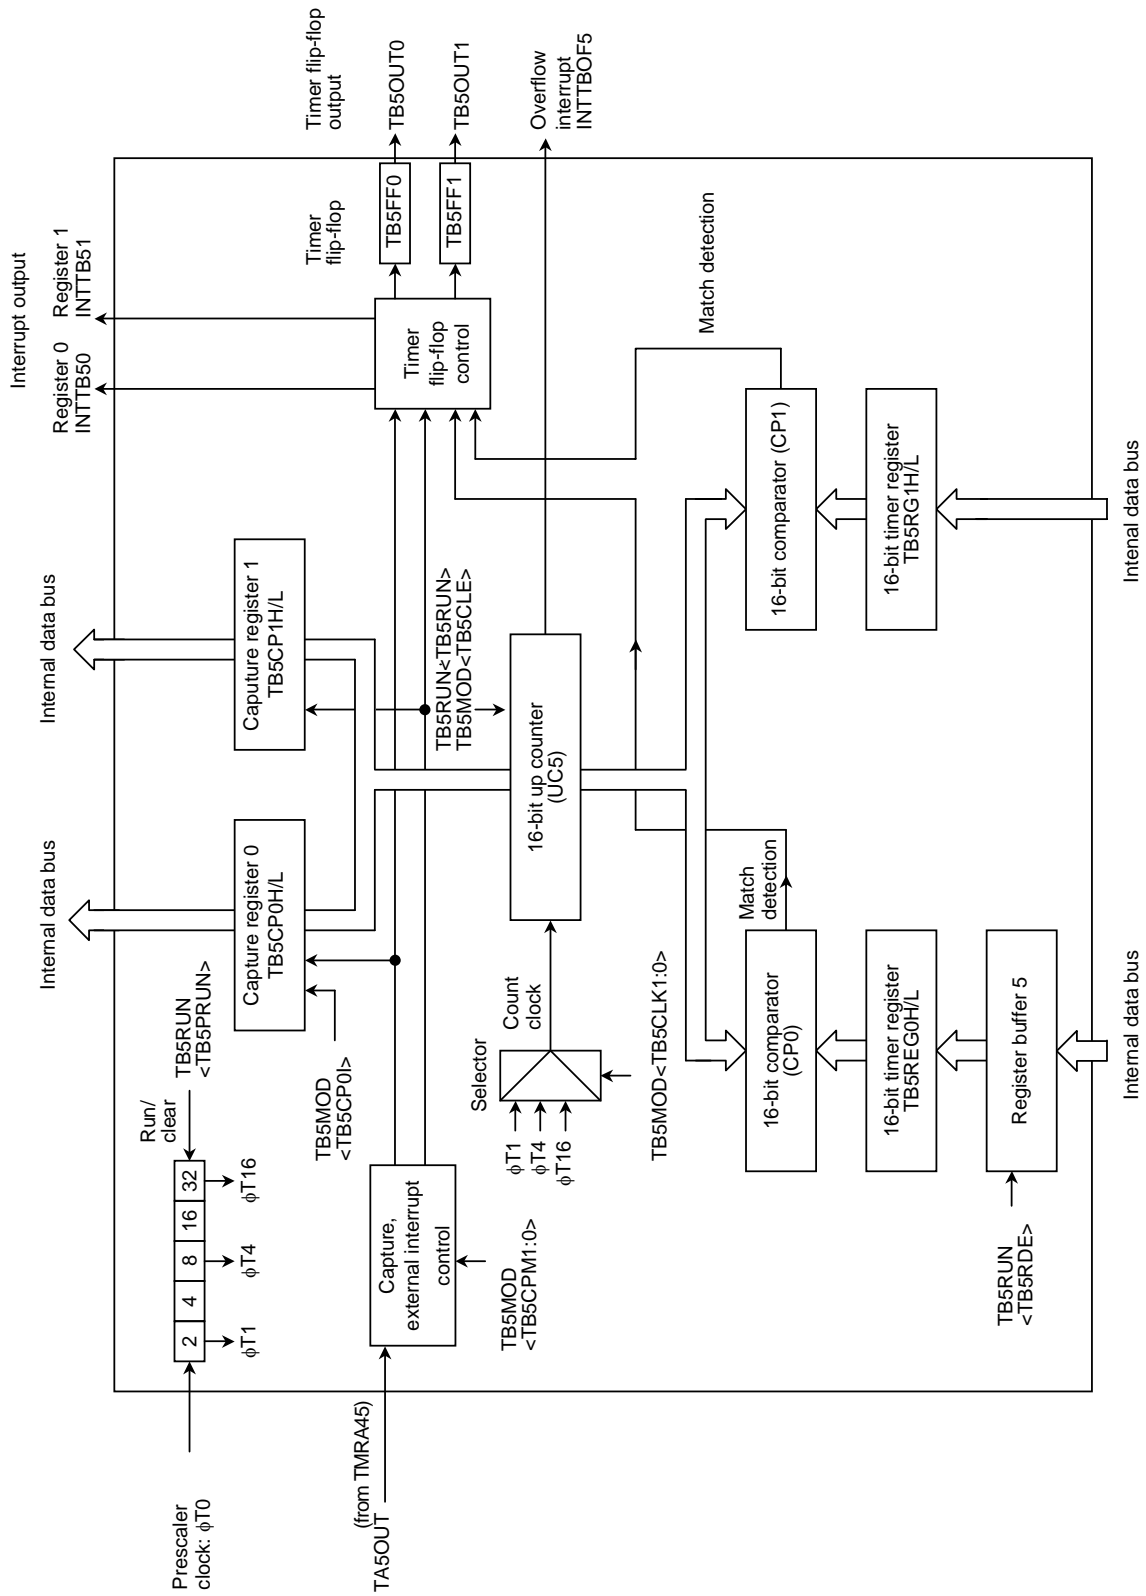 Prescaler
clock: ϕT0
2
4
8
16
32
Run/
clear
TB5RUN
<TB5PRUN>
ϕT1
ϕT4
ϕT16
Internal data bus
Internal data bus
Interrupt output
Register 0
INTTB50
Register 1
INTTB51
Capture register 0
TB5CP0H/L
Caputure register 1
TB5CP1H/L
TB5MOD
<TB5CP0I>
Timer
flip-flop
Timer flip-flop
output
(from TMRA45)
TA5OUT
Capture,
external interrupt
control
TB5MOD
<TB5CPM1:0>
Timer
flip-flop
control
TB5FF0
TB5OUT0
TB5FF1
TB5OUT1
TB5RUN<TB5RUN>
TB5MOD<TB5CLE>
Selector
ϕT1
ϕT4
ϕT16
Count
clock
16-bit up counter
(UC5)
Overflow
interrupt
INTTBOF5
TB5MOD<TB5CLK1:0>
Match
detection
Match detection
16-bit comparator
(CP0)
16-bit comparator (CP1)
16-bit timer register
TB5REG0H/L
16-bit timer register
TB5RG1H/L
Register buffer 5
TB5RUN
<TB5RDE>
Internal data bus
Intenal data bus